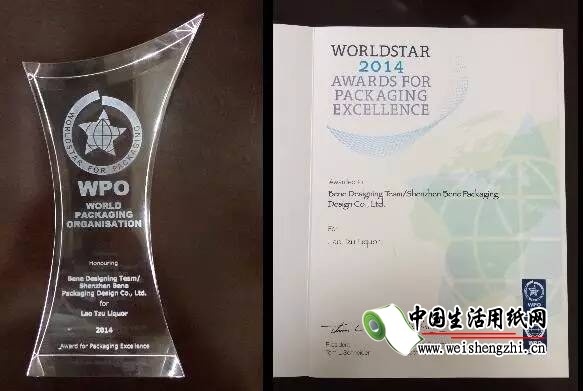 WORLDSTAR FOR PACKAGING
WPO
WORLD
PACKAGING
ORGANISATION
Honouring
Bene Designing Team/
Shenzhen Bene
Packaging Design Co., Ltd.
for
Lao Tzu Liquor
2014
Award for Packaging Excellence
WORLDSTAR
2014
AWARDS FOR
PACKAGING
EXCELLENCE
Awarded to
Bene Designing Team/Shenzhen Bene Packaging
Design Co., Ltd.
For
Lao Tzu Liquor
WPO
President
中国生活用纸网
www.weishengzhi.cn